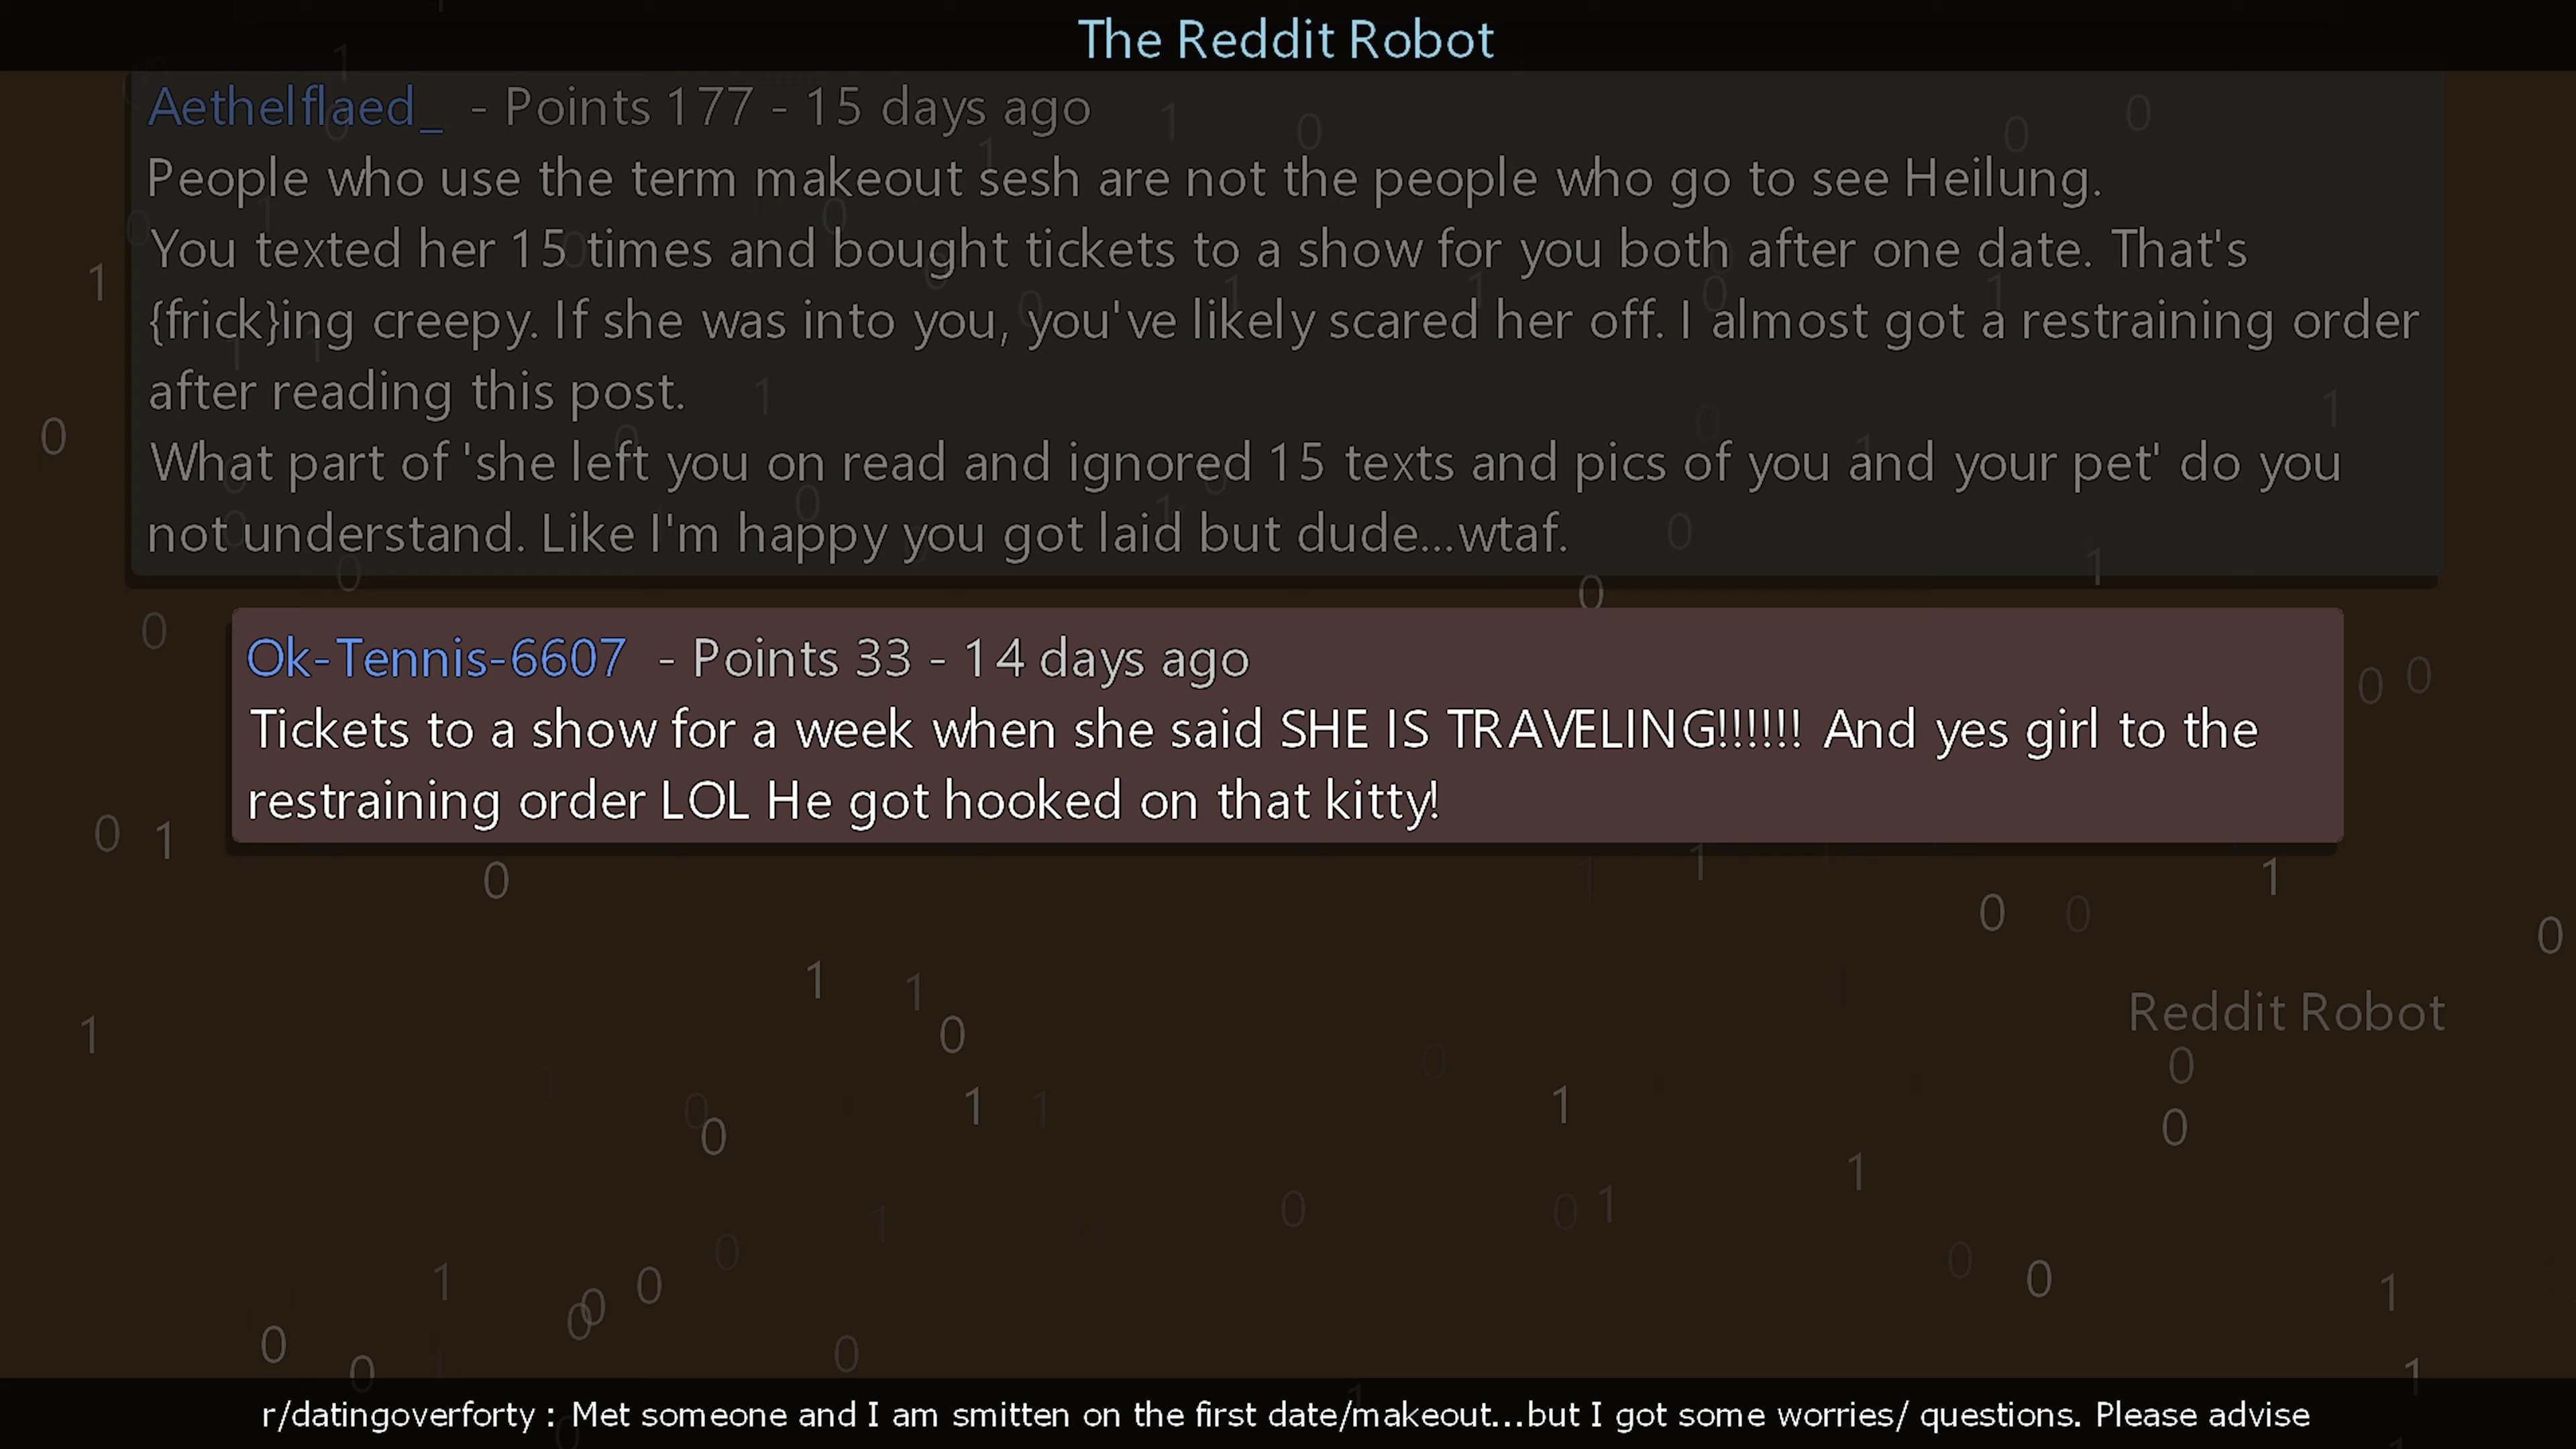 The Reddit Robot
Aethelflaed_ - Points 177 - 15 days ago
People who use the term makeout sesh are not the people who go to see Heilung.
You texted her 15 times and bought tickets to a show for you both after one date. That's
{frick}ing creepy. If she was into you, you've likely scared her off. I almost got a restraining order
after reading this post.
What part of 'she left you on read and ignored 15 texts and pics of you and your pet' do you
not understand. Like I'm happy you got laid but dude...wtaf.
Ok-Tennis-6607 - Points 33 - 14 days ago
Tickets to a show for a week when she said SHE IS TRAVELING!!!!!! And yes girl to the
restraining order LOL He got hooked on that kitty!
Reddit Robot
r/datingoverforty : Met someone and I am smitten on the first date/makeout...but I got some worries/ questions. Please advise